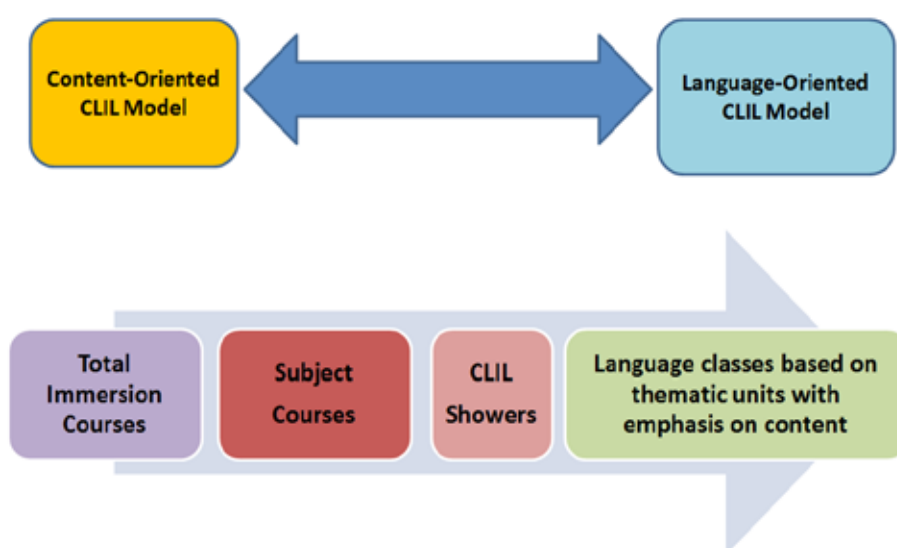 Content-Oriented
CLIL Model
Language-Oriented
CLIL Model
Total
Immersion
Courses
Subject
Courses
CLIL
Showers
Language classes based on
thematic units with
emphasis on content